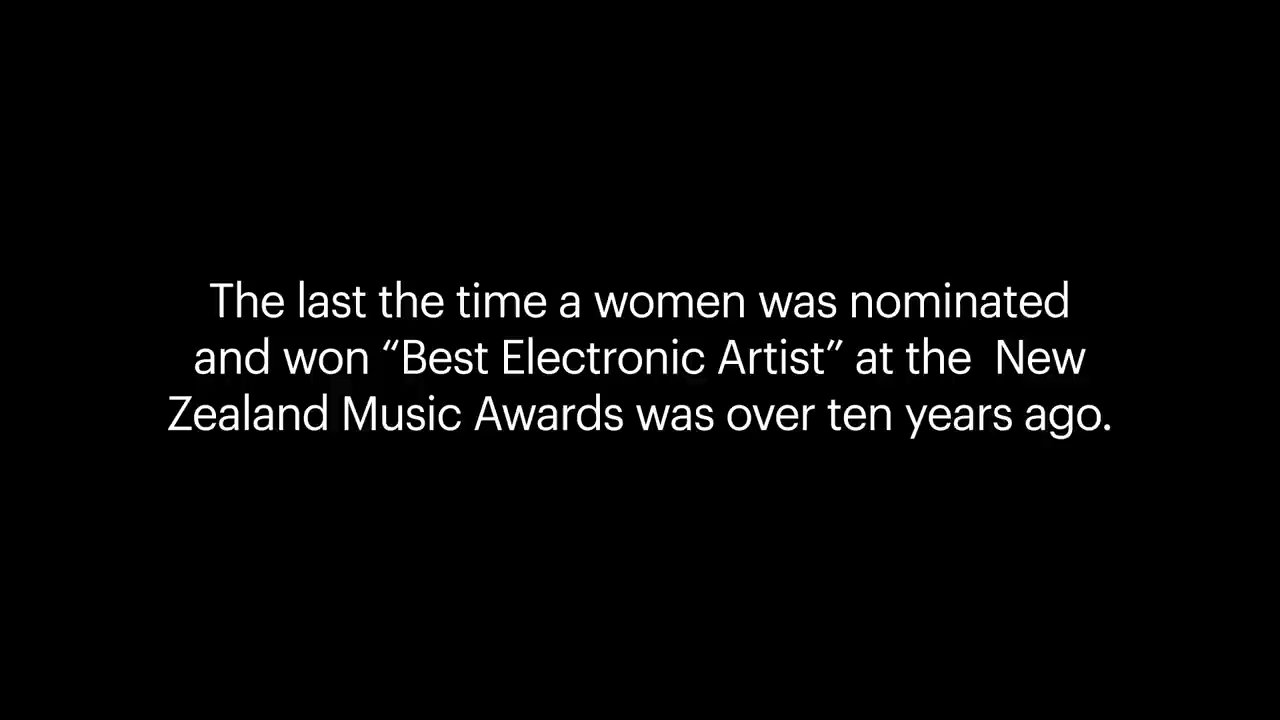 The last the time a women was nominated
and won “Best Electronic Artist” at the  New
Zealand Music Awards was over ten years ago.